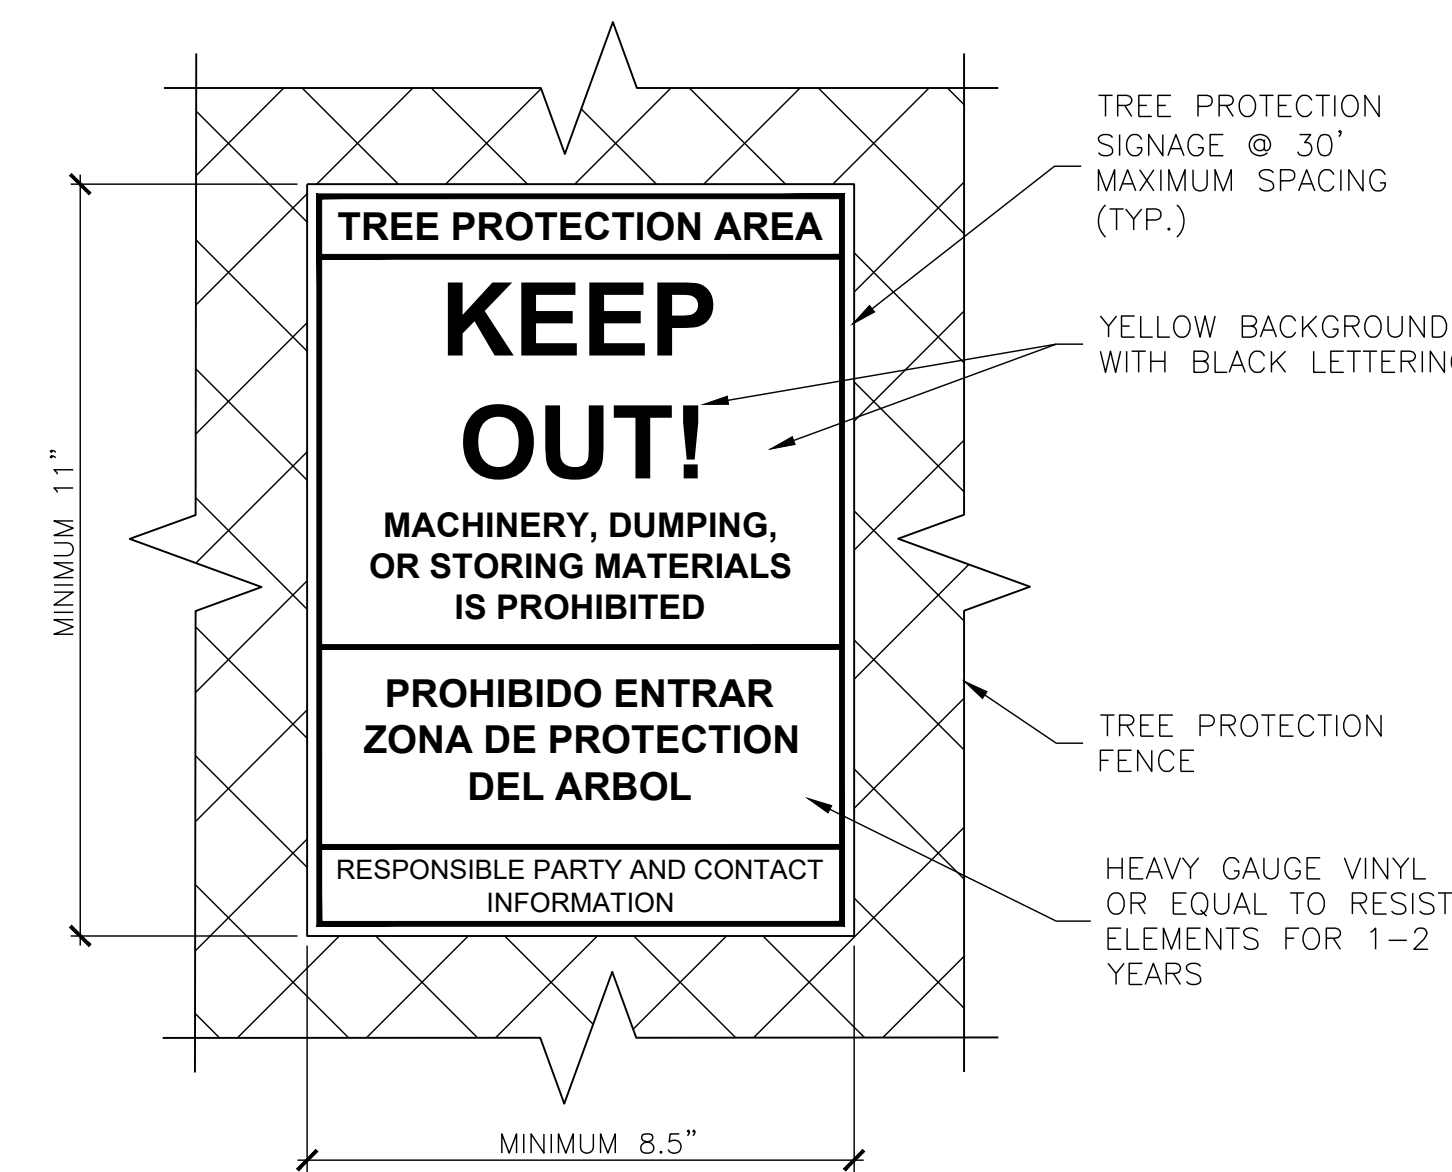 TREE PROTECTION AREA
KEEP
OUT!
MACHINERY, DUMPING,
OR STORING MATERIALS
IS PROHIBITED
PROHIBIDO ENTRAR
ZONA DE PROTECTION
DEL ARBOL
RESPONSIBLE PARTY AND CONTACT
INFORMATION
MINIMUM 11"
MINIMUM 8.5"
TREE PROTECTION
SIGNAGE @ 30'
MAXIMUM SPACING
(TYP.)
YELLOW BACKGROUND
WITH BLACK LETTERING
TREE PROTECTION
FENCE
HEAVY GAUGE VINYL
OR EQUAL TO RESIST
ELEMENTS FOR 1-2
YEARS